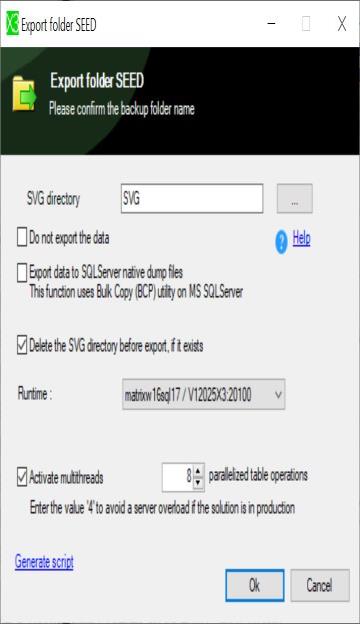 X3 Export folder SEED
Export folder SEED
Please confirm the backup folder name
SVG directory SVG ...
Do not export the data
? Help
Export data to SQLServer native dump files
This function uses Bulk Copy (BCP) utility on MS SQLServer
Delete the SVG directory before export, if it exists
Runtime : matrixw16sql17 / V12025X3:20100
Activate multithreads 8 parallelized table operations
Enter the value '4' to avoid a server overload if the solution is in production
Generate script
Ok Cancel